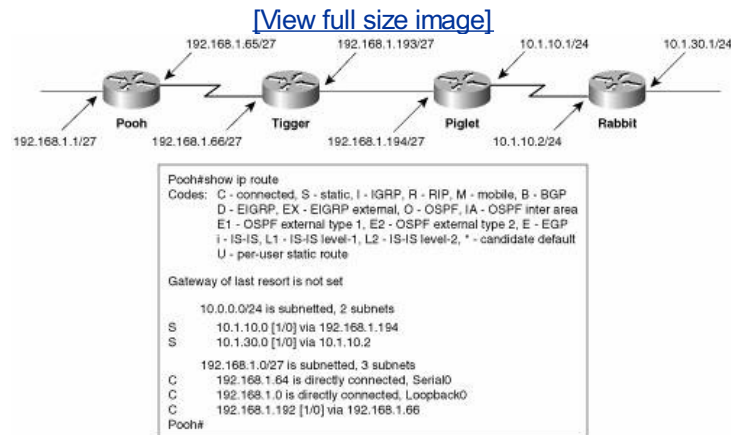 [View full size image]
192.168.1.65/27
192.168.1.193/27
10.1.10.1/24
10.1.30.1/24
Pooh
Tigger
Piglet
Rabbit
192.168.1.1/27
192.168.1.66/27
192.168.1.194/27
10.1.10.2/24
Pooh#show ip route
Codes: C - connected, S - static, I - IGRP, R - RIP, M - mobile, B - BGP
D - EIGRP, EX - EIGRP external, O - OSPF, IA - OSPF inter area
E1 - OSPF external type 1, E2 - OSPF external type 2, E - EGP
i - IS-IS, L1 - IS-IS level-1, L2 - IS-IS level-2, * - candidate default
U - per-user static route
Gateway of last resort is not set
10.0.0.0/24 is subnetted, 2 subnets
S 10.1.10.0 [1/0] via 192.168.1.194
S 10.1.30.0 [1/0] via 10.1.10.2
192.168.1.0/27 is subnetted, 3 subnets
C 192.168.1.64 is directly connected, Serial0
C 192.168.1.0 is directly connected, Loopback0
C 192.168.1.192 [1/0] via 192.168.1.66
Pooh#